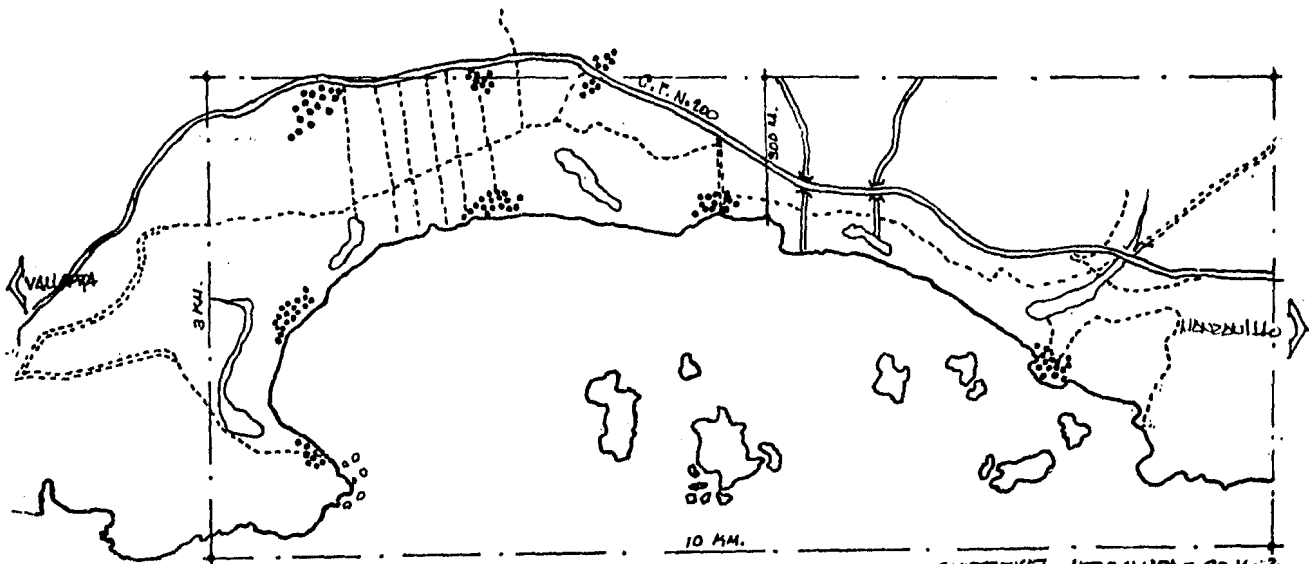 C.F.N. 200
300 M.
VALLARTA
3 KM.
MANZANILLO
10 KM.